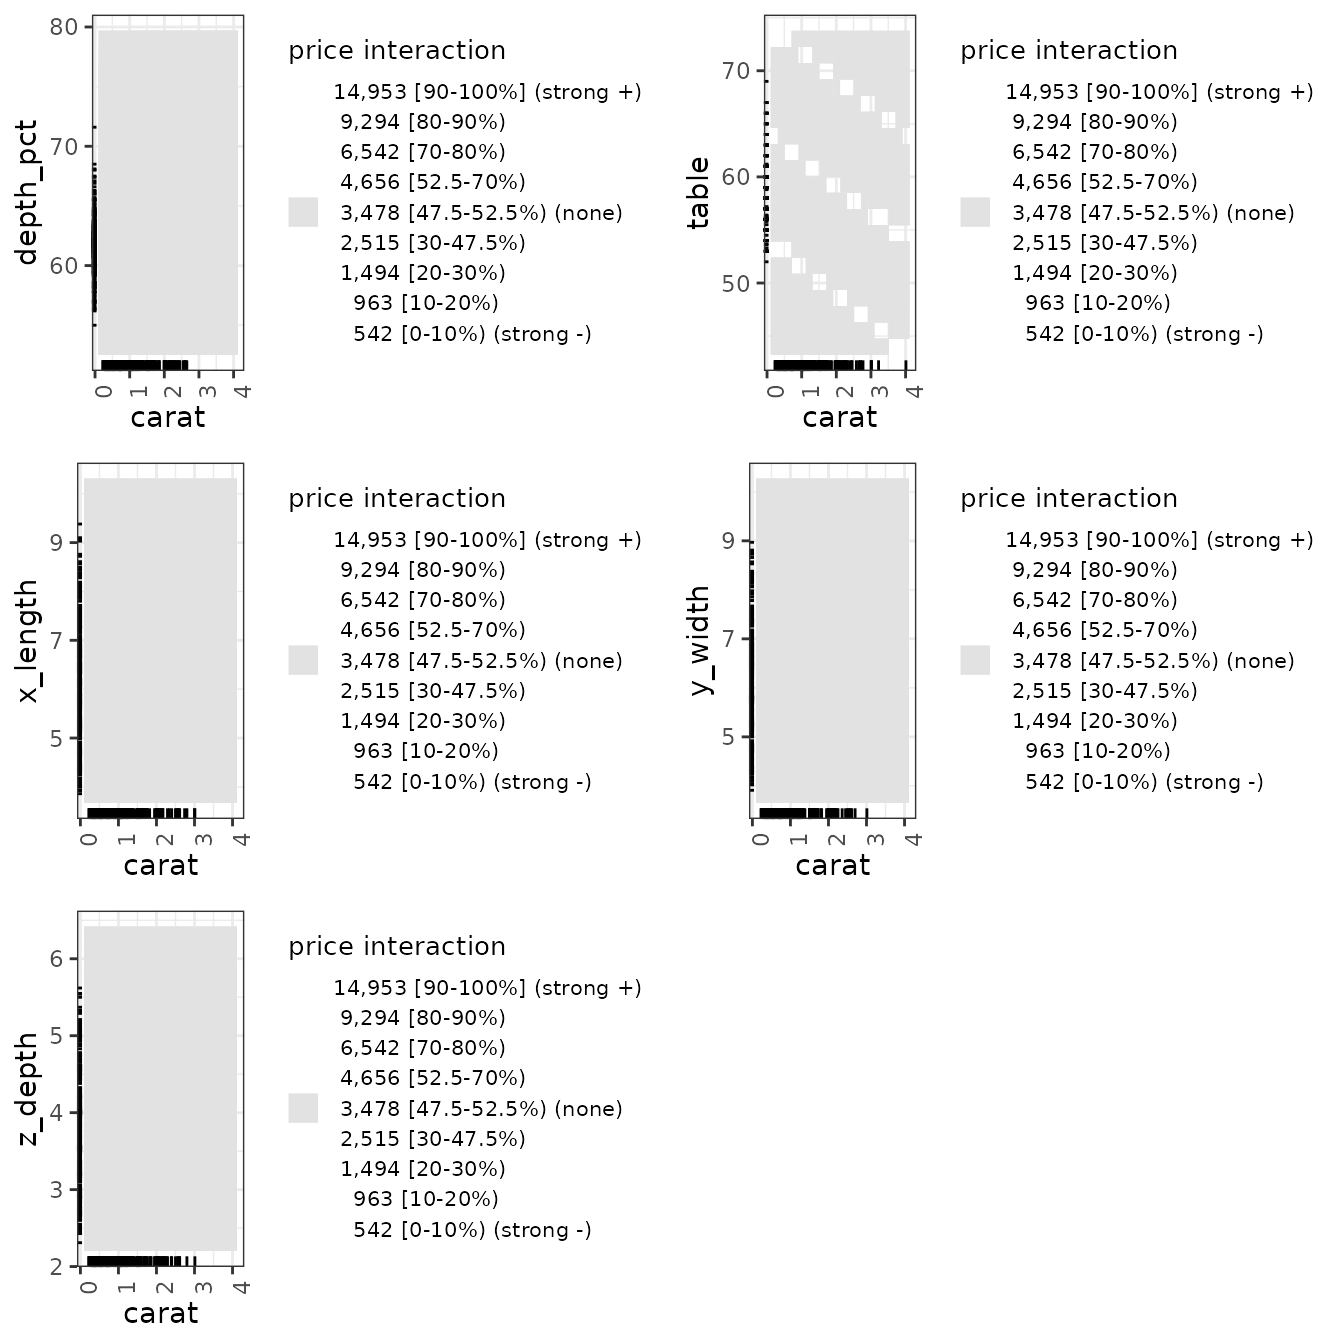 80
70
60
depth_pct
0 1 2 3 4
carat
price interaction
14,953 [90-100%] (strong +)
9,294 [80-90%)
6,542 [70-80%)
4,656 [52.5-70%)
3,478 [47.5-52.5%) (none)
2,515 [30-47.5%)
1,494 [20-30%)
963 [10-20%)
542 [0-10%) (strong -)
70
60
50
table
0 1 2 3 4
carat
price interaction
14,953 [90-100%] (strong +)
9,294 [80-90%)
6,542 [70-80%)
4,656 [52.5-70%)
3,478 [47.5-52.5%) (none)
2,515 [30-47.5%)
1,494 [20-30%)
963 [10-20%)
542 [0-10%) (strong -)
9
7
5
x_length
0 1 2 3 4
carat
price interaction
14,953 [90-100%] (strong +)
9,294 [80-90%)
6,542 [70-80%)
4,656 [52.5-70%)
3,478 [47.5-52.5%) (none)
2,515 [30-47.5%)
1,494 [20-30%)
963 [10-20%)
542 [0-10%) (strong -)
9
7
5
y_width
0 1 2 3 4
carat
price interaction
14,953 [90-100%] (strong +)
9,294 [80-90%)
6,542 [70-80%)
4,656 [52.5-70%)
3,478 [47.5-52.5%) (none)
2,515 [30-47.5%)
1,494 [20-30%)
963 [10-20%)
542 [0-10%) (strong -)
6
5
4
3
2
z_depth
0 1 2 3 4
carat
price interaction
14,953 [90-100%] (strong +)
9,294 [80-90%)
6,542 [70-80%)
4,656 [52.5-70%)
3,478 [47.5-52.5%) (none)
2,515 [30-47.5%)
1,494 [20-30%)
963 [10-20%)
542 [0-10%) (strong -)